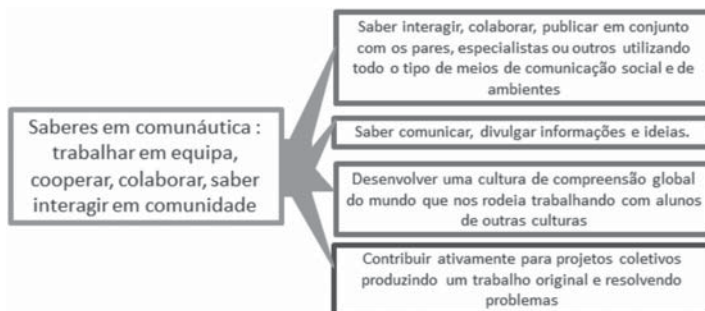 Saberes em comunáutica :
trabalhar em equipa,
cooperar, colaborar, saber
interagir em comunidade
Saber interagir, colaborar, publicar em conjunto
com os pares, especialistas ou outros utilizando
todo o tipo de meios de comunicação social e de
ambientes
Saber comunicar, divulgar informações e ideias.
Desenvolver uma cultura de compreensão global
do mundo que nos rodeia trabalhando com alunos
de outras culturas
Contribuir ativamente para projetos coletivos
produzindo um trabalho original e resolvendo
problemas